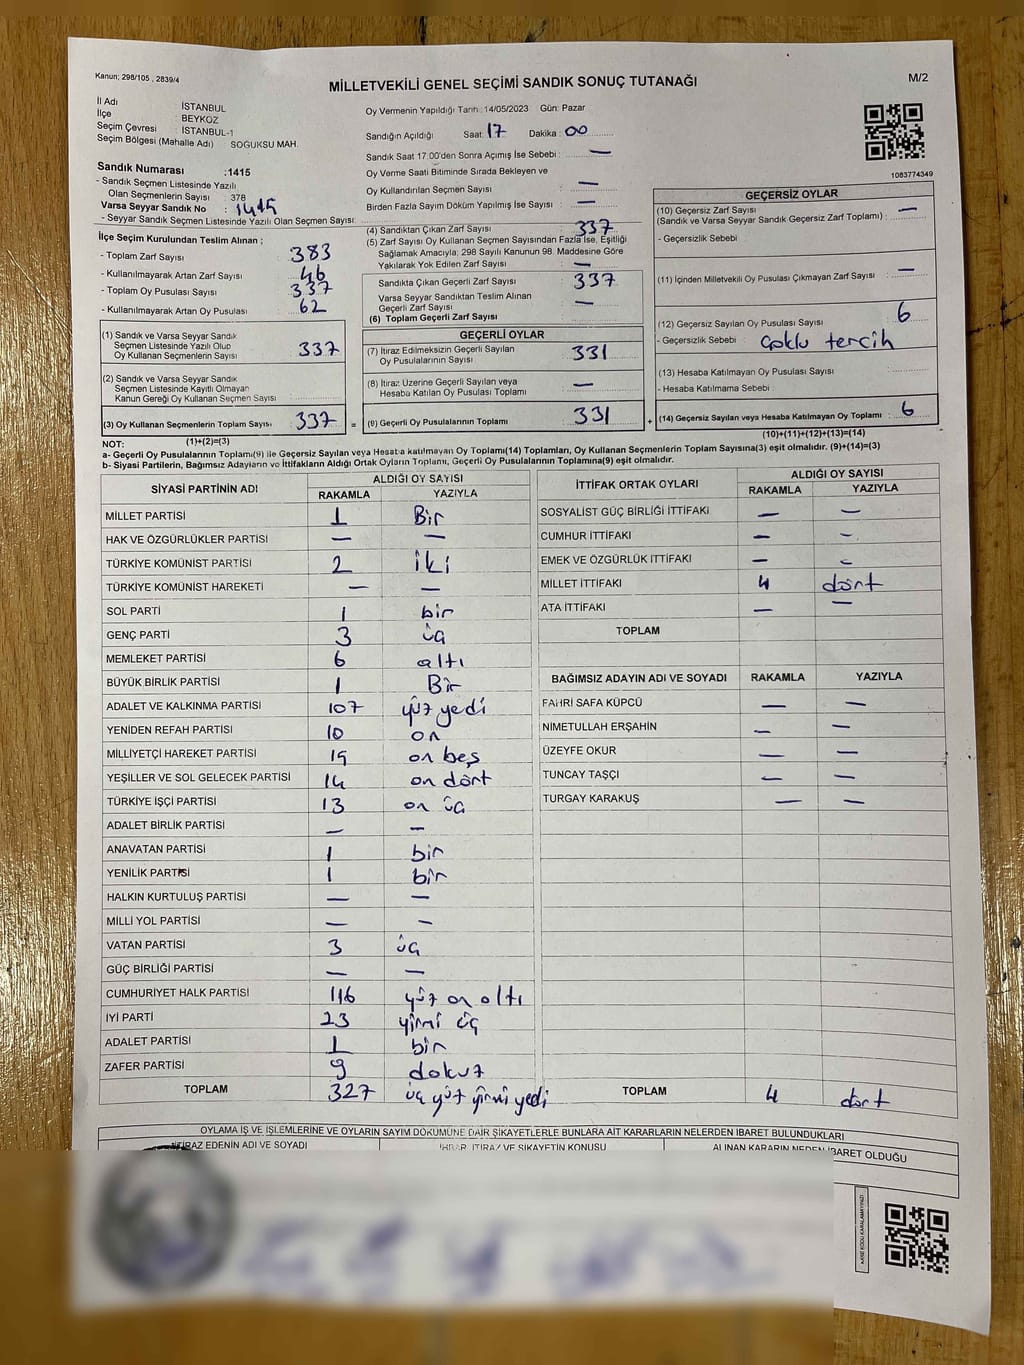 Kanun; 298/105 , 2839/4
MİLLETVEKİLİ GENEL SEÇİMİ SANDIK SONUÇ TUTANAĞI
M/2
İl Adı İSTANBUL
İlçe : BEYKOZ
Seçim Çevresi : İSTANBUL-1
Seçim Bölgesi (Mahalle Adı) SOĞUKSU MAH.
Oy Vermenin Yapıldığı Tarih : 14/05/2023 Gün: Pazar
Sandığın Açıldığı Saat: 17 Dakika : 00
Sandık Saat 17:00'den Sonra Açımış İse Sebebi : —
Oy Verme Saati Bitiminde Sırada Bekleyen ve
Oy Kullandırılan Seçmen Sayısı : —
Birden Fazla Sayım Döküm Yapılmış İse Sayısı : —
1083774349
Sandık Numarası :1415
- Sandık Seçmen Listesinde Yazılı
Olan Seçmenlerin Sayısı : 378
Varsa Seyyar Sandık No : 1415
- Seyyar Sandık Seçmen Listesinde Yazılı Olan Seçmen Sayısı:
İlçe Seçim Kurulundan Teslim Alınan ;
- Toplam Zarf Sayısı 383
- Kullanılmayarak Artan Zarf Sayısı 46
- Toplam Oy Pusulası Sayısı 337
- Kullanılmayarak Artan Oy Pusulası 62
(1) Sandık ve Varsa Seyyar Sandık
Seçmen Listesinde Yazılı Olup
Oy Kullanan Seçmenlerin Sayısı : 337
(2) Sandık ve Varsa Seyyar Sandık
Seçmen Listesinde Kayıtlı Olmayan
Kanun Gereği Oy Kullanan Seçmen Sayısı :
(3) Oy Kullanan Seçmenlerin Toplam Sayısı : 337
(1)+(2)=(3)
(4) Sandıktan Çıkan Zarf Sayısı : 337
(5) Zarf Sayısı Oy Kullanan Seçmen Sayısından Fazla İse, Eşitliği
Sağlamak Amacıyla; 298 Sayılı Kanunun 98. Maddesine Göre
Yakılarak Yok Edilen Zarf Sayısı : —
Sandıkta Çıkan Geçerli Zarf Sayısı : 337
Varsa Seyyar Sandıktan Teslim Alınan
Geçerli Zarf Sayısı : —
(6) Toplam Geçerli Zarf Sayısı :
GEÇERLİ OYLAR
(7) İtiraz Edilmeksizin Geçerli Sayılan
Oy Pusulalarının Sayısı : 331
(8) İtiraz Üzerine Geçerli Sayılan veya
Hesaba Katılan Oy Pusulası Toplamı : —
= (9) Geçerli Oy Pusulalarının Toplamı : 331 +
GEÇERSİZ OYLAR
(10) Geçersiz Zarf Sayısı —
(Sandık ve Varsa Seyyar Sandık Geçersiz Zarf Toplamı) :
- Geçersizlik Sebebi
(11) İçinden Milletvekili Oy Pusulası Çıkmayan Zarf Sayısı : —
(12) Geçersiz Sayılan Oy Pusulası Sayısı : 6
- Geçersizlik Sebebi : çoklu tercih
(13) Hesaba Katılmayan Oy Pusulası Sayısı :
- Hesaba Katılmama Sebebi :
(14) Geçersiz Sayılan veya Hesaba Katılmayan Oy Toplamı : 6
(10)+(11)+(12)+(13)=(14)
NOT:
a- Geçerli Oy Pusulalarının Toplamı(9) ile Geçersiz Sayılan veya Hesaba katılmayan Oy Toplamı(14) Toplamları, Oy Kullanan Seçmenlerin Toplam Sayısına(3) eşit olmalıdır. (9)+(14)=(3)
b- Siyasi Partilerin, Bağımsız Adayların ve İttifakların Aldığı Ortak Oyların Toplamı, Geçerli Oy Pusulalarının Toplamına(9) eşit olmalıdır.
SİYASİ PARTİNİN ADI ALDIĞI OY SAYISI
RAKAMLA YAZIYLA
MİLLET PARTİSİ 1 Bir
HAK VE ÖZGÜRLÜKLER PARTİSİ — —
TÜRKİYE KOMÜNİST PARTİSİ 2 iki
TÜRKİYE KOMÜNİST HAREKETİ — —
SOL PARTİ 1 bir
GENÇ PARTİ 3 üç
MEMLEKET PARTİSİ 6 altı
BÜYÜK BİRLİK PARTİSİ 1 Bir
ADALET VE KALKINMA PARTİSİ 107 yüz yedi
YENİDEN REFAH PARTİSİ 10 on
MİLLİYETÇİ HAREKET PARTİSİ 15 on beş
YEŞİLLER VE SOL GELECEK PARTİSİ 14 on dört
TÜRKİYE İŞÇİ PARTİSİ 13 on üç
ADALET BİRLİK PARTİSİ — —
ANAVATAN PARTİSİ 1 bir
YENİLİK PARTİSİ 1 bir
HALKIN KURTULUŞ PARTİSİ — —
MİLLİ YOL PARTİSİ — —
VATAN PARTİSİ 3 üç
GÜÇ BİRLİĞİ PARTİSİ — —
CUMHURİYET HALK PARTİSİ 116 yüz on altı
İYİ PARTİ 23 yirmi üç
ADALET PARTİSİ 1 bir
ZAFER PARTİSİ 9 dokuz
TOPLAM 327 üç yüz yirmi yedi
İTTİFAK ORTAK OYLARI ALDIĞI OY SAYISI
RAKAMLA YAZIYLA
SOSYALİST GÜÇ BİRLİĞİ İTTİFAKI — —
CUMHUR İTTİFAKI — —
EMEK VE ÖZGÜRLÜK İTTİFAKI — —
MİLLET İTTİFAKI 4 dört
ATA İTTİFAKI — —
TOPLAM
BAĞIMSIZ ADAYIN ADI VE SOYADI RAKAMLA YAZIYLA
FAHRİ SAFA KÜPCÜ — —
NİMETULLAH ERŞAHİN — —
ÜZEYFE OKUR — —
TUNCAY TAŞÇI — —
TURGAY KARAKUŞ — —
TOPLAM 4 dört
OYLAMA İŞ VE İŞLEMLERİNE VE OYLARIN SAYIM DÖKÜMÜNE DAİR ŞİKAYETLERLE BUNLARA AİT KARARLARIN NELERDEN İBARET BULUNDUKLARI
İTİRAZ EDENİN ADI VE SOYADI İHBAR, İTİRAZ VE ŞİKAYETİN KONUSU ALINAN KARARIN NEDEN İBARET OLDUĞU